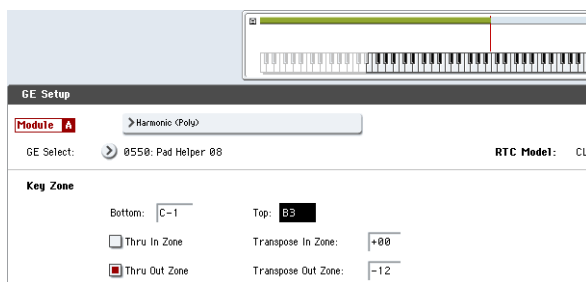 GE Setup
Module A
Harmonic (Poly)
GE Select: 0550: Pad Helper 08 RTC Model: CL
Key Zone
Bottom: C-1 Top: B3
Thru In Zone Transpose In Zone: +00
Thru Out Zone Transpose Out Zone: -12